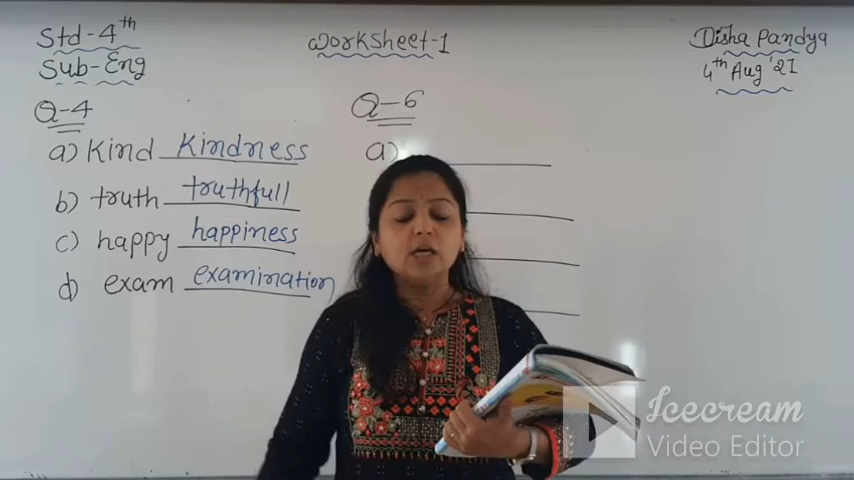 Std-4th
Sub-Eng
Worksheet-1
Disha Pandya
4th Aug '21
Q-4
a) Kind Kindness
b) truth truthfull
c) happy happiness
d) exam examination
Q-6
a)
Icecream
Video Editor